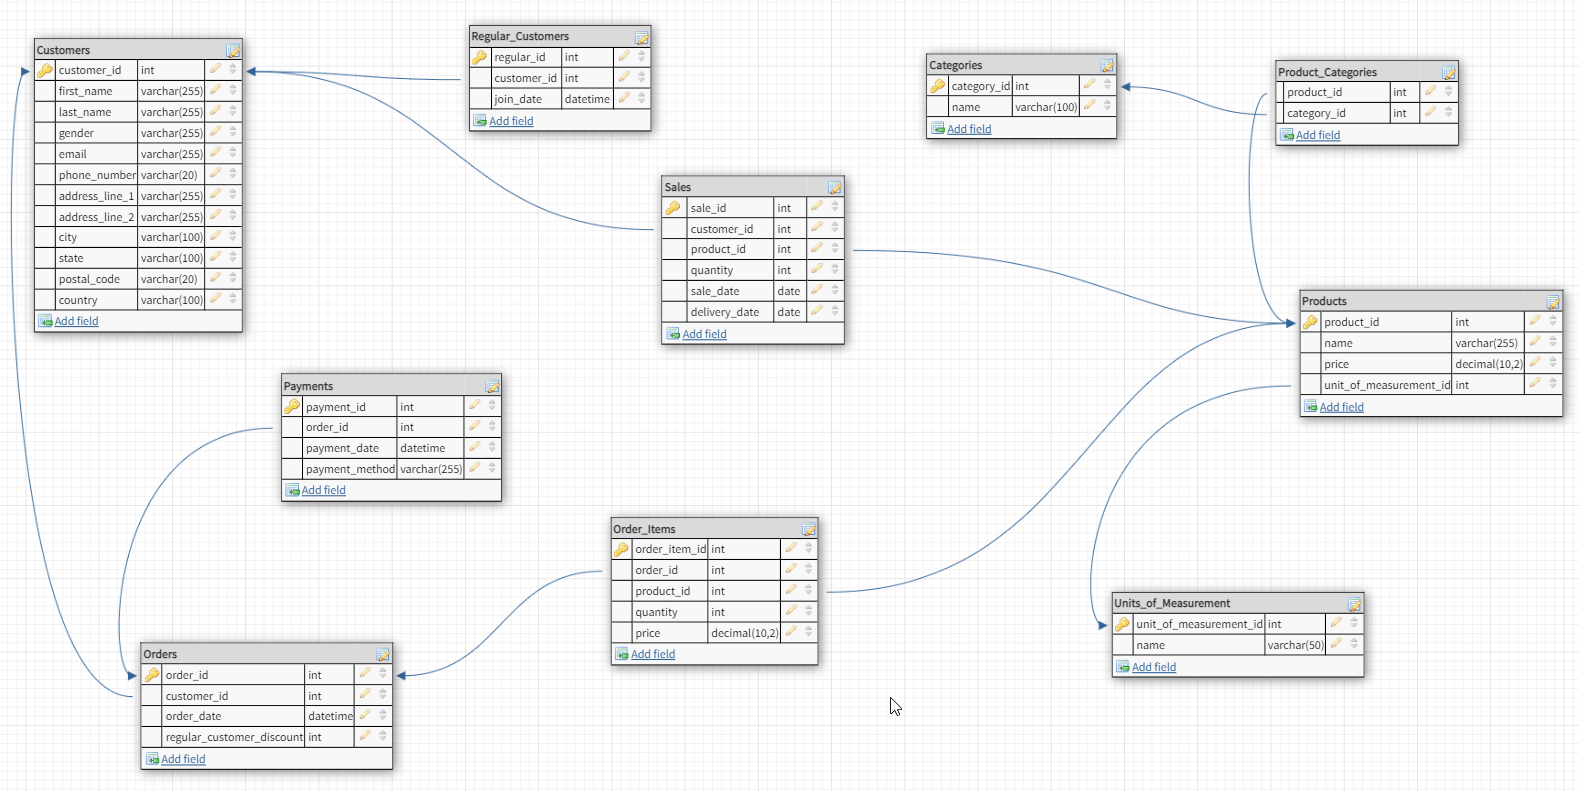 Customers
customer_id int
first_name varchar(255)
last_name varchar(255)
gender varchar(255)
email varchar(255)
phone_number varchar(20)
address_line_1 varchar(255)
address_line_2 varchar(255)
city varchar(100)
state varchar(100)
postal_code varchar(20)
country varchar(100)
Add field
Regular_Customers
regular_id int
customer_id int
join_date datetime
Add field
Categories
category_id int
name varchar(100)
Add field
Product_Categories
product_id int
category_id int
Add field
Sales
sale_id int
customer_id int
product_id int
quantity int
sale_date date
delivery_date date
Add field
Products
product_id int
name varchar(255)
price decimal(10,2)
unit_of_measurement_id int
Add field
Payments
payment_id int
order_id int
payment_date datetime
payment_method varchar(255)
Add field
Order_Items
order_item_id int
order_id int
product_id int
quantity int
price decimal(10,2)
Add field
Units_of_Measurement
unit_of_measurement_id int
name varchar(50)
Add field
Orders
order_id int
customer_id int
order_date datetime
regular_customer_discount int
Add field